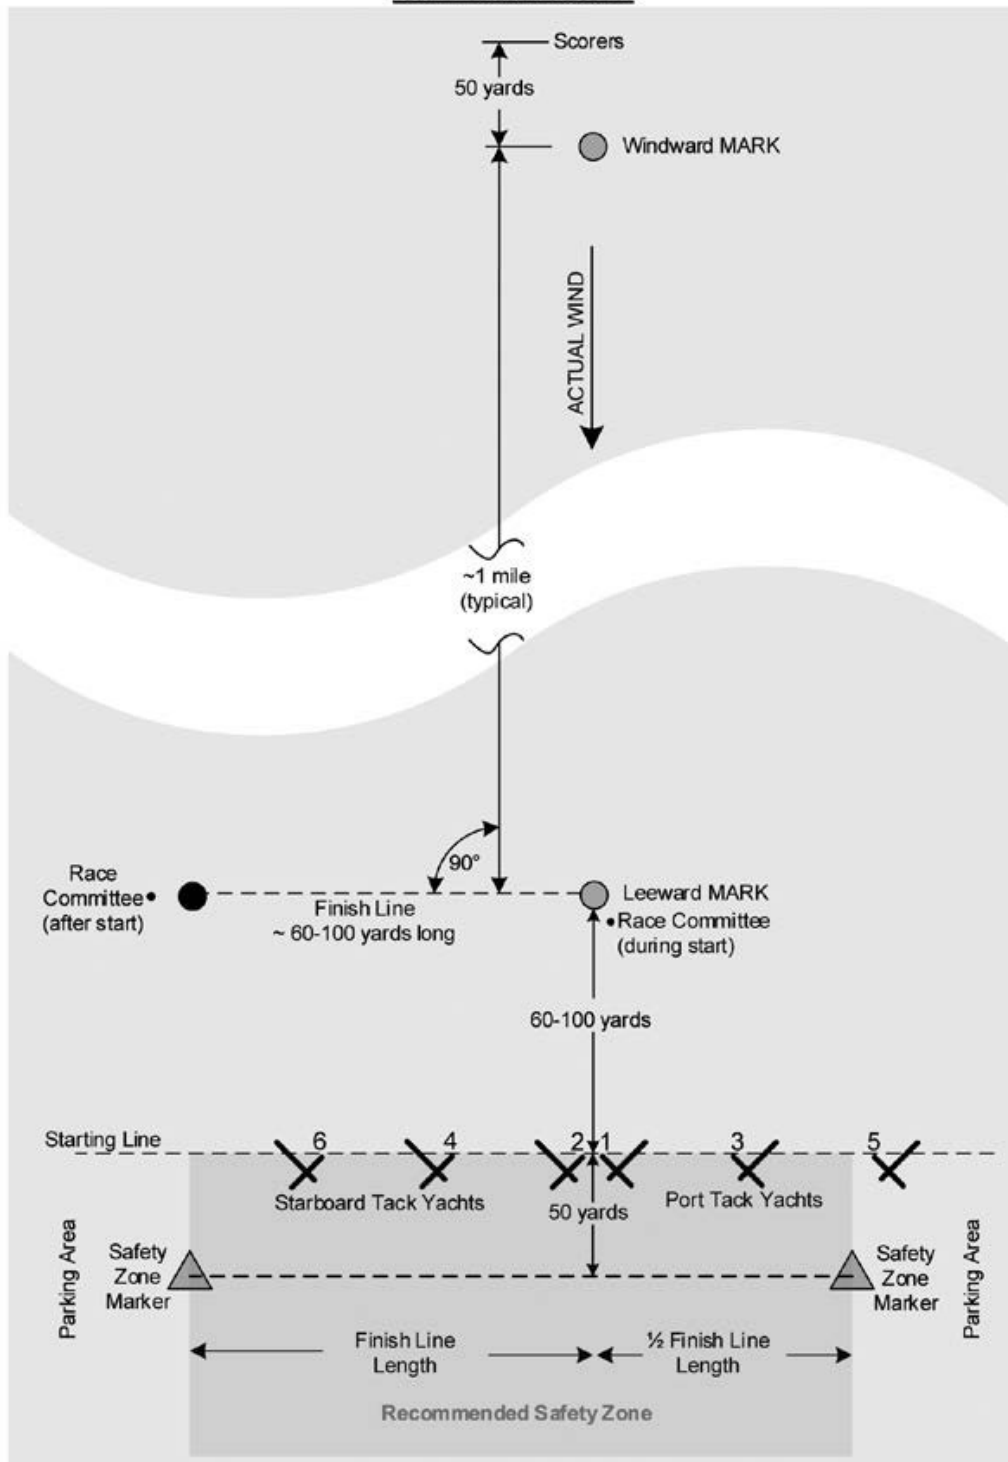 Scorers
50 yards
Windward MARK
ACTUAL WIND
~1 mile
(typical)
90°
Race
Committee•
(after start)
Finish Line
~ 60-100 yards long
Leeward MARK
•Race Committee
(during start)
60-100 yards
Starting Line
6
4
2
1
3
5
Starboard Tack Yachts
Port Tack Yachts
50 yards
Parking Area
Safety
Zone
Marker
Safety
Zone
Marker
Parking Area
Finish Line
Length
½ Finish Line
Length
Recommended Safety Zone